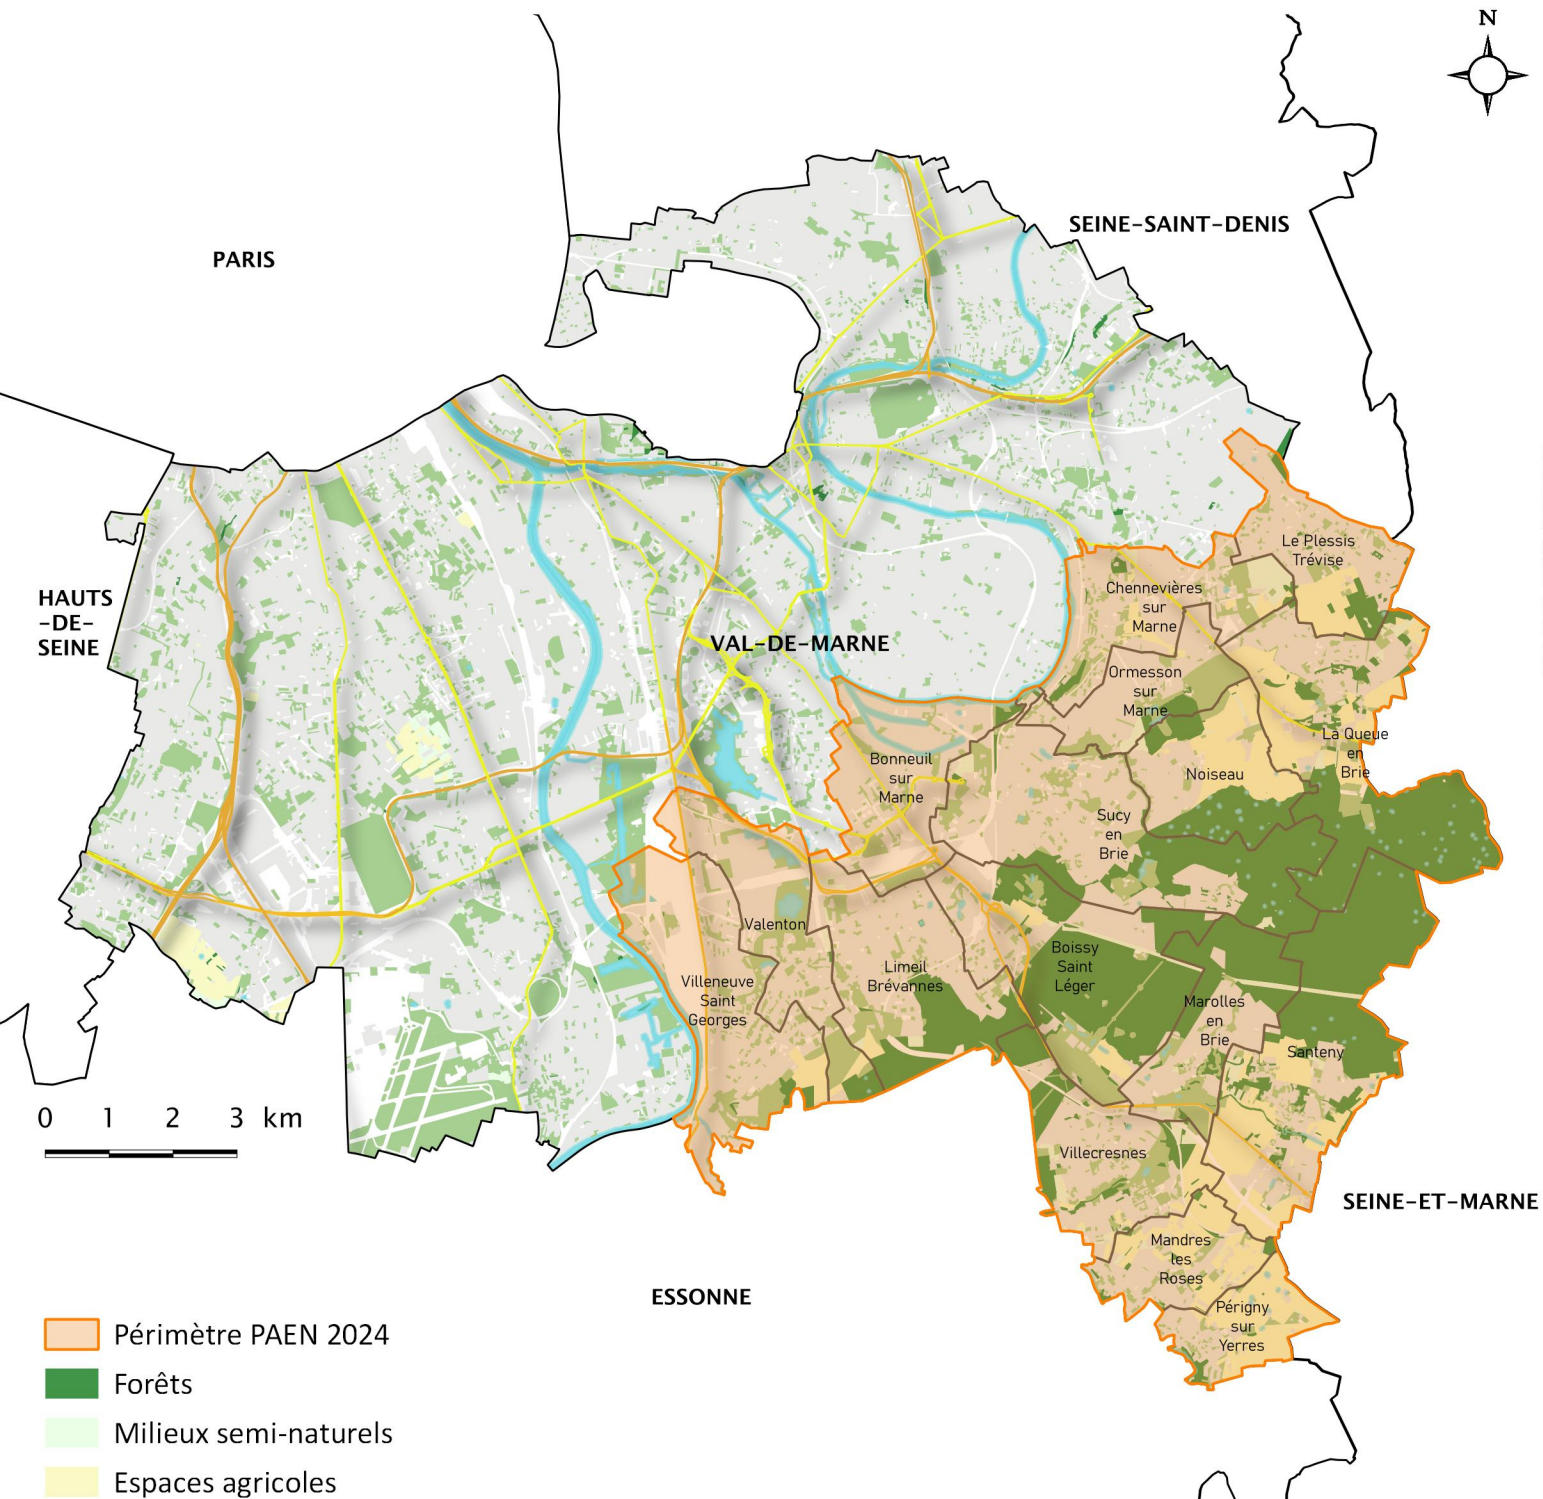 N
SEINE-SAINT-DENIS
PARIS
Le Plessis
Trévise
Chennevières
sur
Marne
HAUTS
-DE-
SEINE
VAL-DE-MARNE
Ormesson
sur
Marne
La Queue
en
Brie
Bonneuil
sur
Marne
Noiseau
Sucy
en
Brie
Valenton
Boissy
Saint
Léger
Limeil
Brévannes
Villeneuve
Saint
Georges
Marolles
en
Brie
Santeny
0 1 2 3 km
Villecresnes
SEINE-ET-MARNE
Mandres
les
Roses
ESSONNE
Périgny
sur
Yerres
Périmètre PAEN 2024
Forêts
Milieux semi-naturels
Espaces agricoles